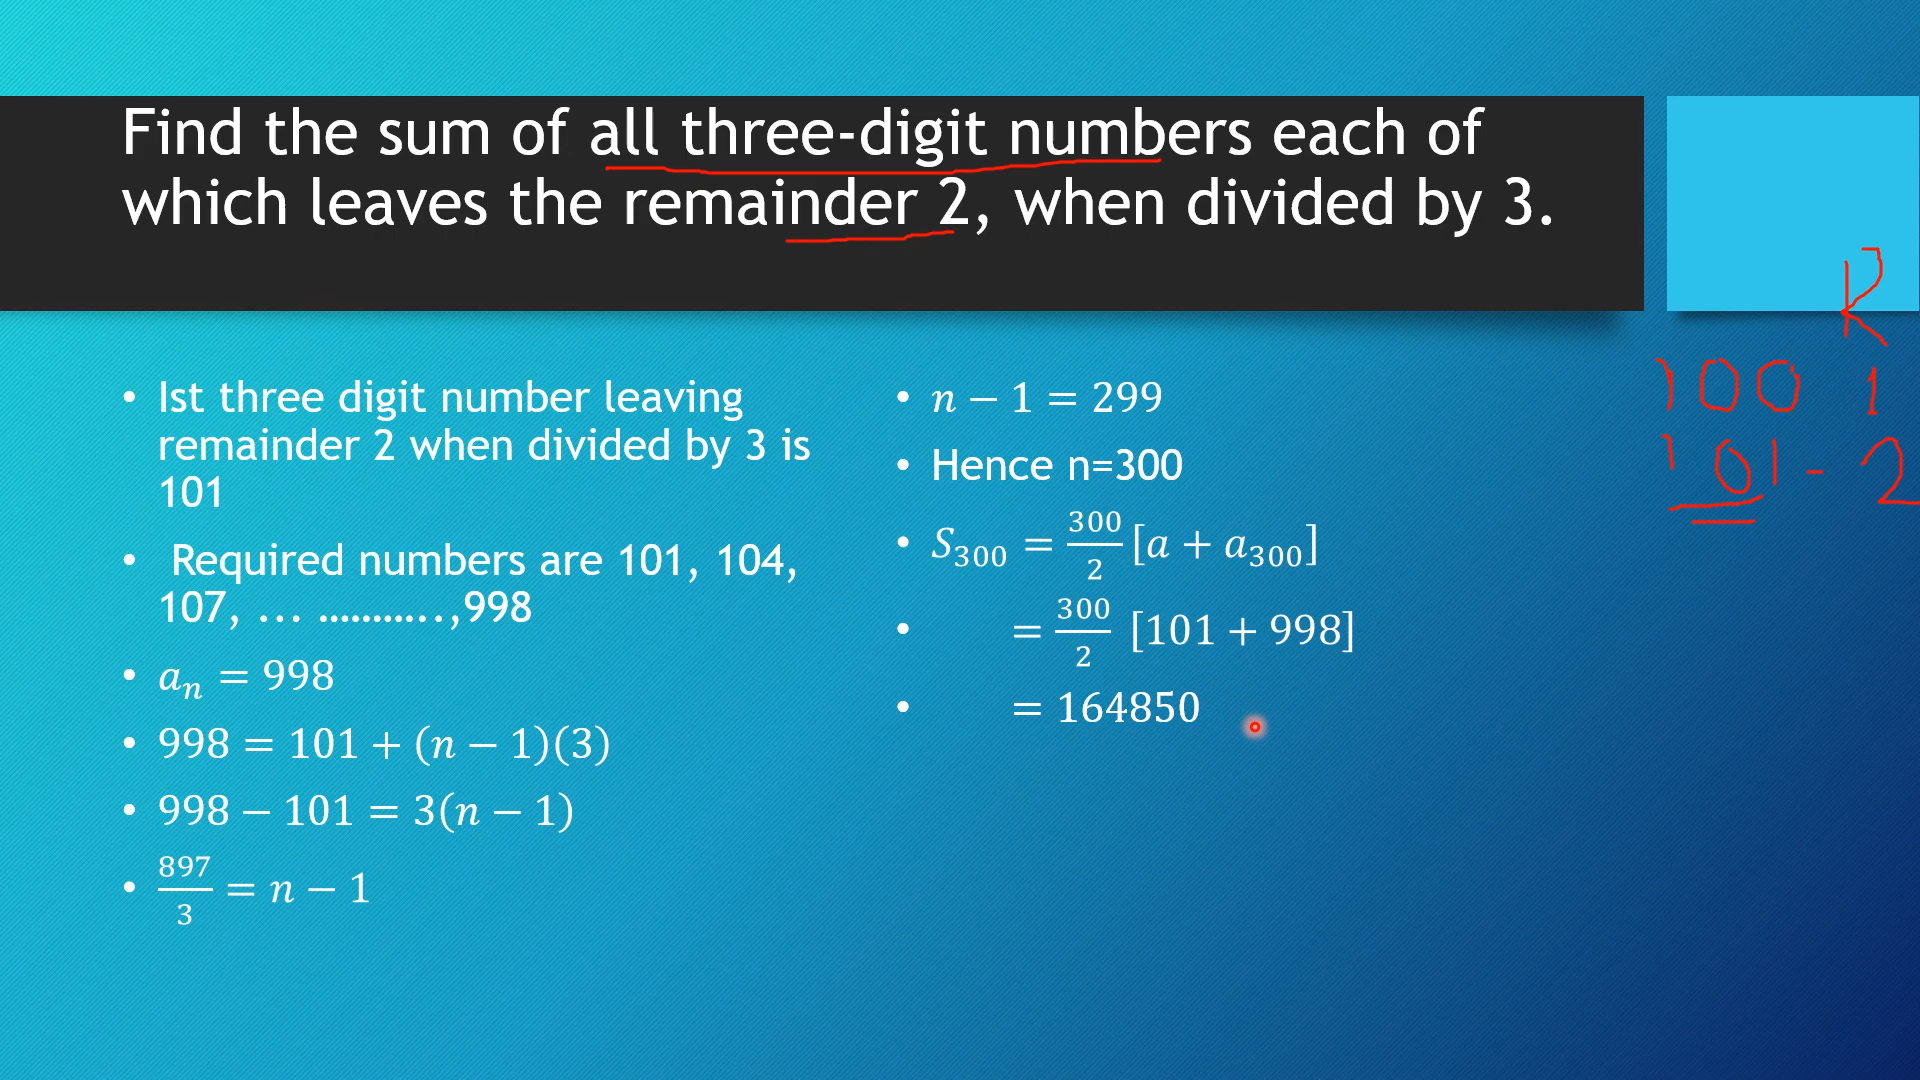 Find the sum of all three-digit numbers each of
which leaves the remainder 2, when divided by 3.
• Ist three digit number leaving
remainder 2 when divided by 3 is
101
• Required numbers are 101, 104,
107, ... ………..,998
• aₙ = 998
• 998 = 101 + (n − 1)(3)
• 998 − 101 = 3(n − 1)
• 897/3 = n − 1
• n − 1 = 299
• Hence n=300
• S₃₀₀ = 300/2 [a + a₃₀₀]
• = 300/2 [101 + 998]
• = 164850
R
100 1
101 - 2